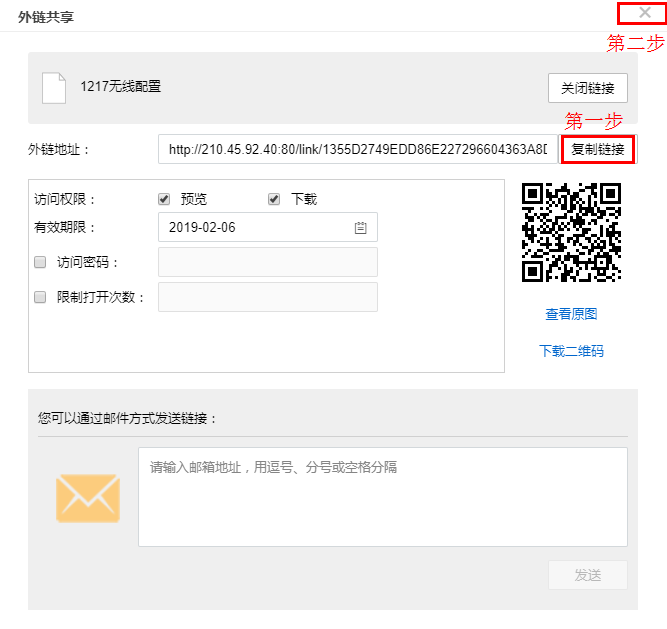 外链共享
第二步
1217无线配置
关闭链接
第一步
外链地址：
http://210.45.92.40:80/link/1355D2749EDD86E227296604363A8D
复制链接
访问权限：
预览
下载
有效期限：
2019-02-06
访问密码：
限制打开次数：
查看原图
下载二维码
您可以通过邮件方式发送链接：
请输入邮箱地址，用逗号、分号或空格分隔
发送